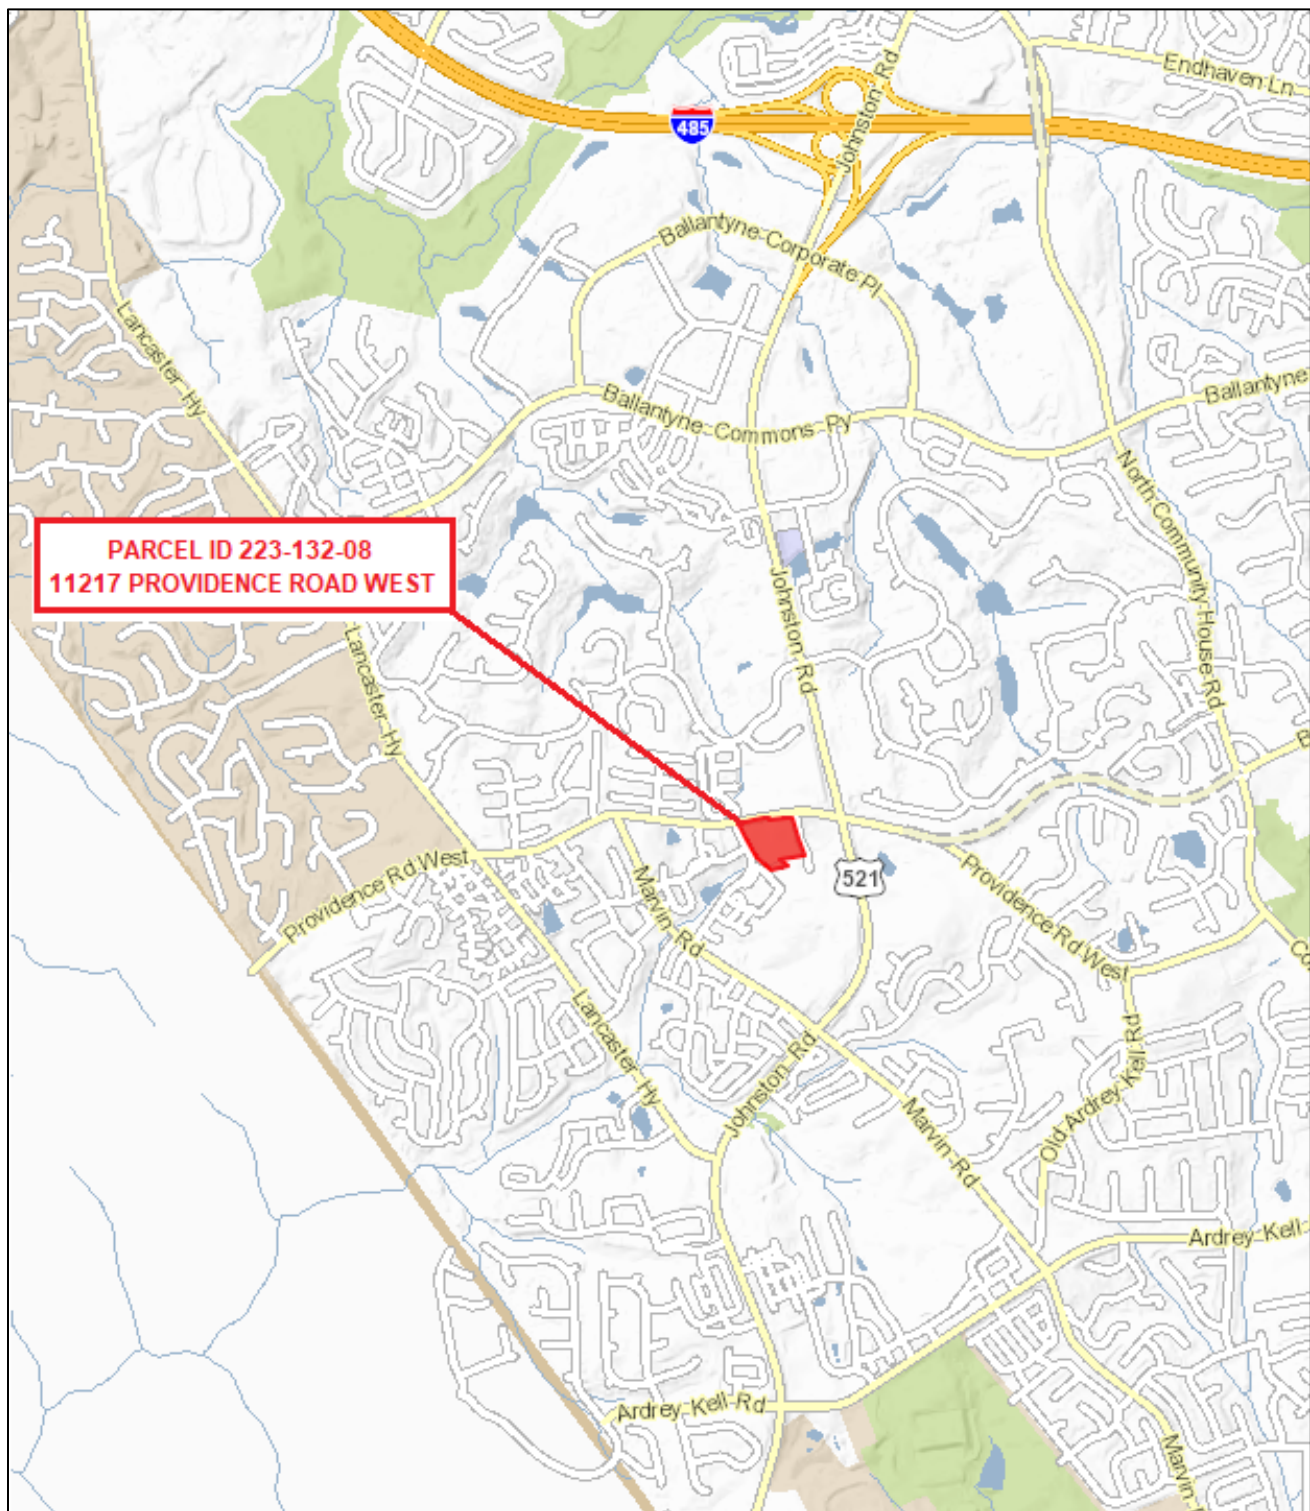 Endhaven Ln
Johnston Rd
485
Ballantyne-Corporate Pl
Lancaster-Hy
Ballantyne-Commons-Py
Ballantyne
North-Community-House-Rd
PARCEL ID 223-132-08
11217 PROVIDENCE ROAD WEST
Johnston Rd
Lancaster-Hy
B
Providence Rd West
Marvin-Rd
521
Providence Rd West
Co
Lancaster-Hy
Johnston-Rd
Old Ardrey-Kell-Rd
Marvin-Rd
Ardrey-Kell-
Ardrey-Kell-Rd
Marvin-